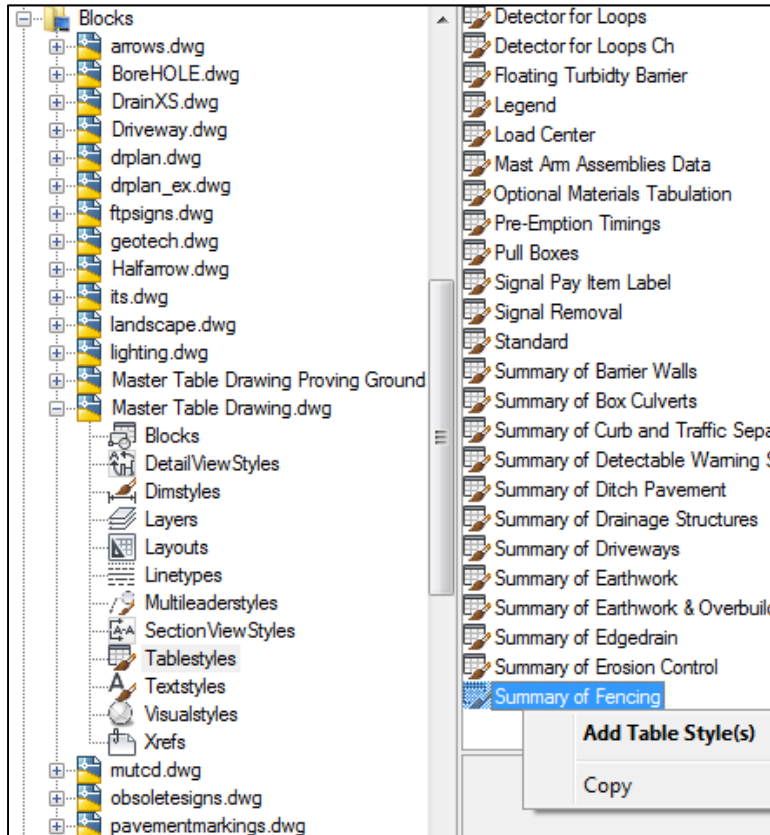 Blocks
arrows.dwg
BoreHOLE.dwg
DrainXS.dwg
Driveway.dwg
drplan.dwg
drplan_ex.dwg
ftpsigns.dwg
geotech.dwg
Halfarrow.dwg
its.dwg
landscape.dwg
lighting.dwg
Master Table Drawing Proving Ground
Master Table Drawing.dwg
Blocks
DetailViewStyles
Dimstyles
Layers
Layouts
Linetypes
Multileaderstyles
SectionViewStyles
Tablestyles
Textstyles
Visualstyles
Xrefs
mutcd.dwg
obsoletesigns.dwg
pavementmarkings.dwg
Detector for Loops
Detector for Loops Ch
Floating Turbidty Barrier
Legend
Load Center
Mast Arm Assemblies Data
Optional Materials Tabulation
Pre-Emption Timings
Pull Boxes
Signal Pay Item Label
Signal Removal
Standard
Summary of Barrier Walls
Summary of Box Culverts
Summary of Curb and Traffic Sepa
Summary of Detectable Warning S
Summary of Ditch Pavement
Summary of Drainage Structures
Summary of Driveways
Summary of Earthwork
Summary of Earthwork & Overbuild
Summary of Edgedrain
Summary of Erosion Control
Summary of Fencing
Add Table Style(s)
Copy